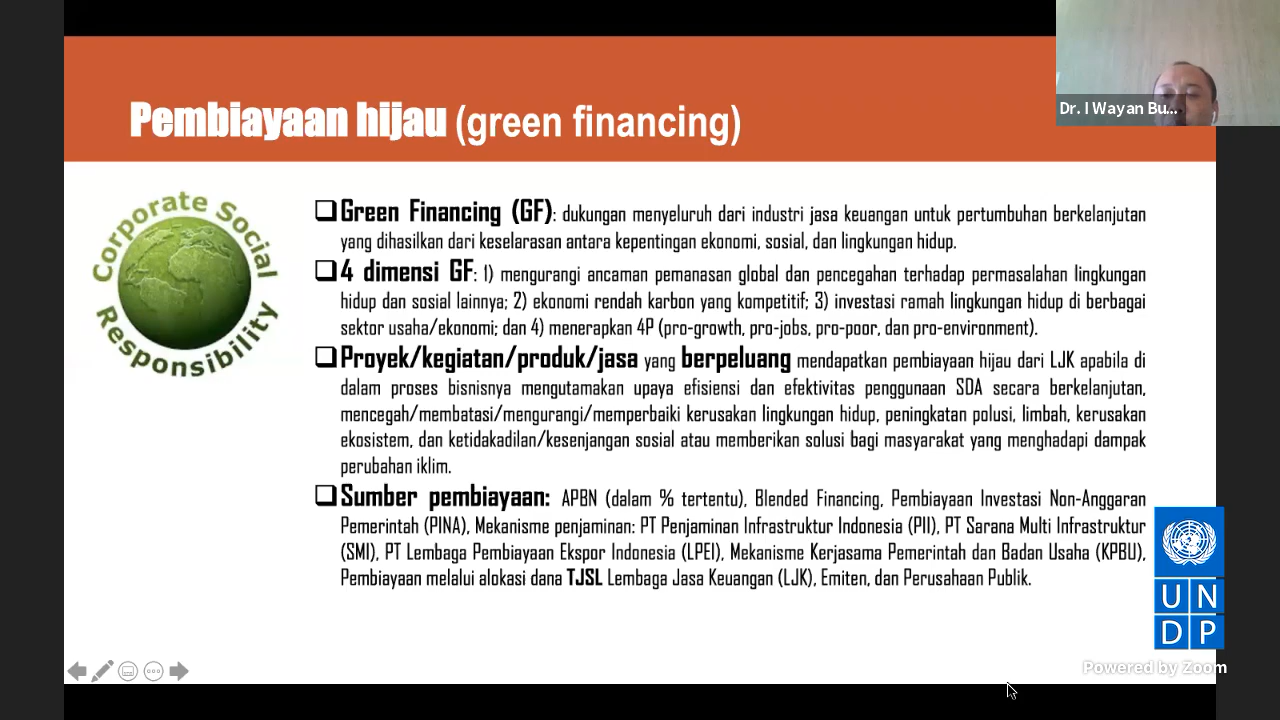 Dr. I Wayan Bu...
Pembiayaan hijau (green financing)
Corporate Social
Responsibility
❑Green Financing (GF): dukungan menyeluruh dari industri jasa keuangan untuk pertumbuhan berkelanjutan
yang dihasilkan dari keselarasan antara kepentingan ekonomi, sosial, dan lingkungan hidup.
❑4 dimensi GF: 1) mengurangi ancaman pemanasan global dan pencegahan terhadap permasalahan lingkungan
hidup dan sosial lainnya; 2) ekonomi rendah karbon yang kompetitif; 3) investasi ramah lingkungan hidup di berbagai
sektor usaha/ekonomi; dan 4) menerapkan 4P (pro-growth, pro-jobs, pro-poor, dan pro-environment).
❑Proyek/kegiatan/produk/jasa yang berpeluang mendapatkan pembiayaan hijau dari LJK apabila di
dalam proses bisnisnya mengutamakan upaya efisiensi dan efektivitas penggunaan SDA secara berkelanjutan,
mencegah/membatasi/mengurangi/memperbaiki kerusakan lingkungan hidup, peningkatan polusi, limbah, kerusakan
ekosistem, dan ketidakadilan/kesenjangan sosial atau memberikan solusi bagi masyarakat yang menghadapi dampak
perubahan iklim.
❑Sumber pembiayaan: APBN (dalam % tertentu), Blended Financing, Pembiayaan Investasi Non-Anggaran
Pemerintah (PINA), Mekanisme penjaminan: PT Penjaminan Infrastruktur Indonesia (PII), PT Sarana Multi Infrastruktur
(SMI), PT Lembaga Pembiayaan Ekspor Indonesia (LPEI), Mekanisme Kerjasama Pemerintah dan Badan Usaha (KPBU),
Pembiayaan melalui alokasi dana TJSL Lembaga Jasa Keuangan (LJK), Emiten, dan Perusahaan Publik.
U N
D P
Powered by Zoom